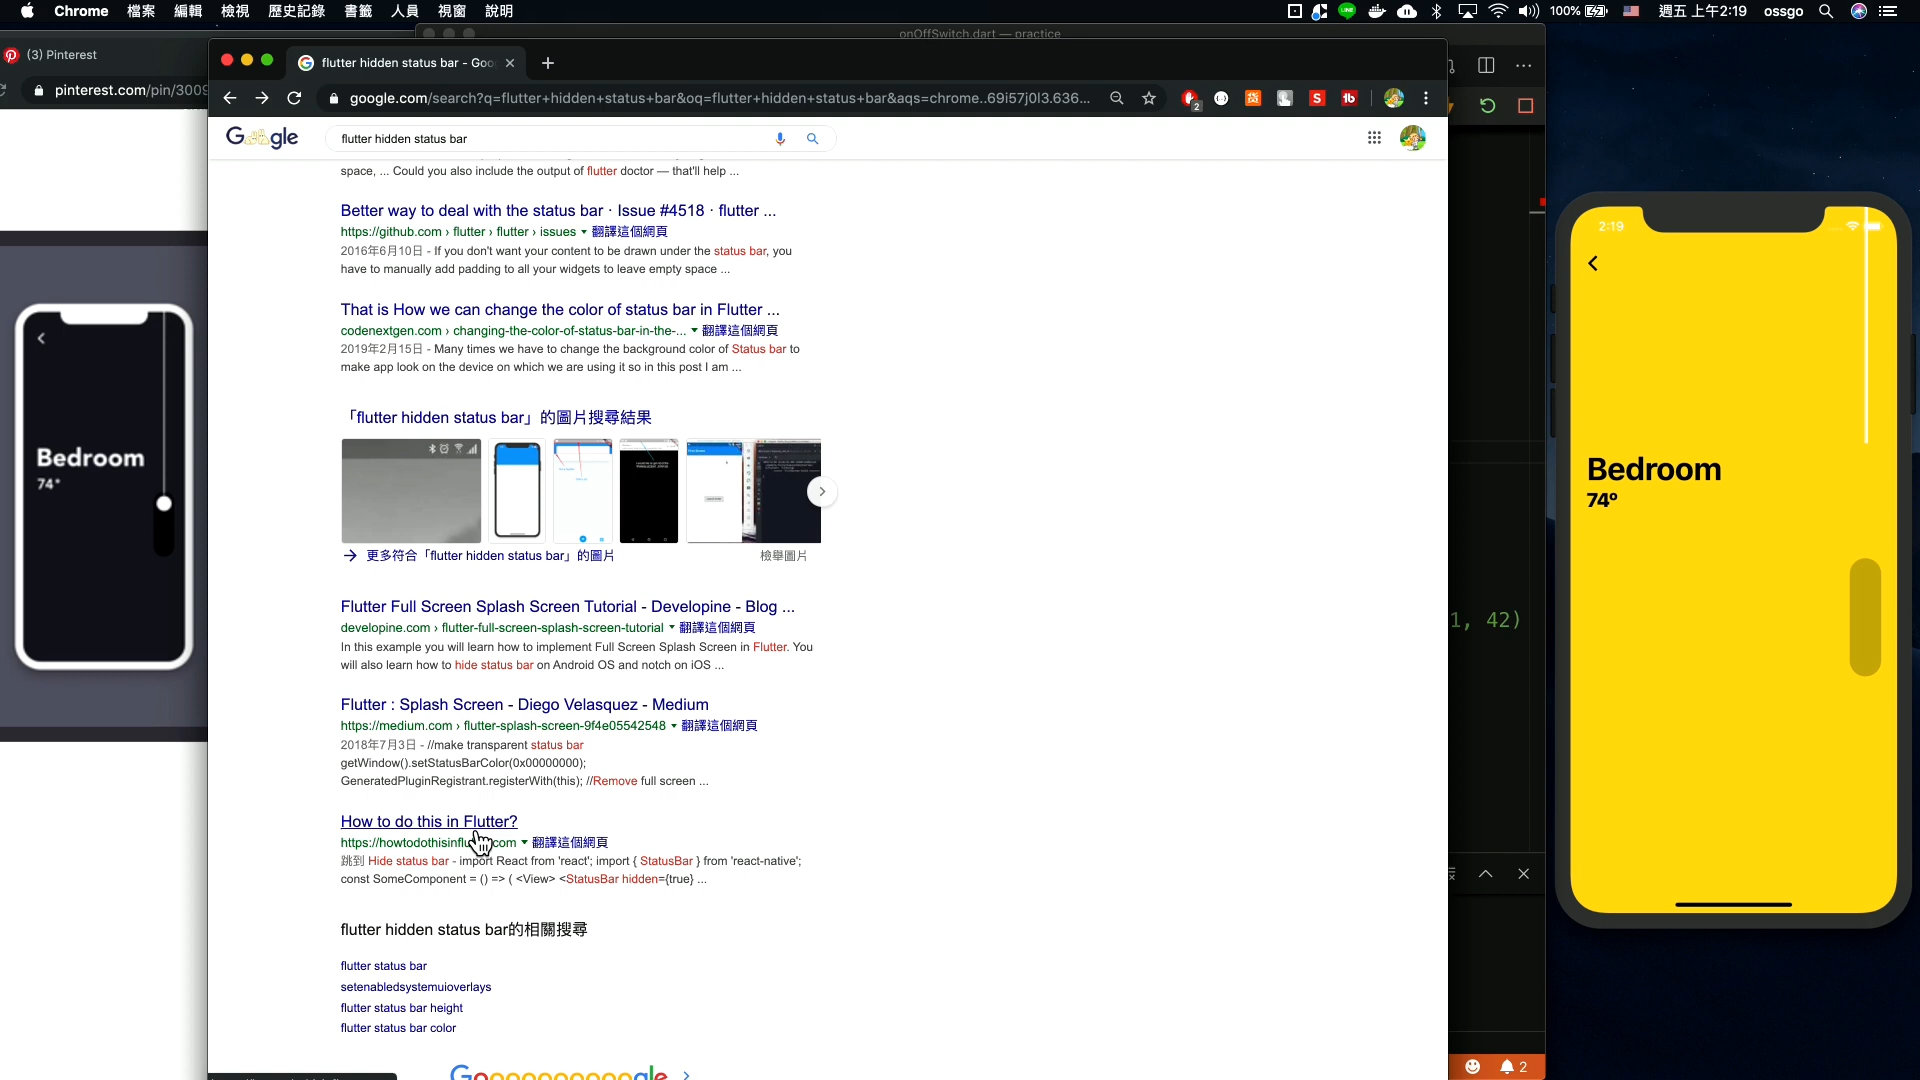 Chrome 檔案 編輯 檢視 歷史記錄 書籤 人員 視窗 說明
100% 週五 上午2:19 ossgo
onOffSwitch.dart — practice
(3) Pinterest
pinterest.com/pin/3009
flutter hidden status bar - Goo
google.com/search?q=flutter+hidden+status+bar&oq=flutter+hidden+status+bar&aqs=chrome..69i57j0l3.636...
2
Google
flutter hidden status bar
space, ... Could you also include the output of flutter doctor — that'll help ...
Better way to deal with the status bar · Issue #4518 · flutter ...
https://github.com › flutter › flutter › issues ▾ 翻譯這個網頁
2016年6月10日 - If you don't want your content to be drawn under the status bar, you
have to manually add padding to all your widgets to leave empty space ...
That is How we can change the color of status bar in Flutter ...
codenextgen.com › changing-the-color-of-status-bar-in-the-... ▾ 翻譯這個網頁
2019年2月15日 - Many times we have to change the background color of Status bar to
make app look on the device on which we are using it so in this post I am ...
「flutter hidden status bar」的圖片搜尋結果
更多符合「flutter hidden status bar」的圖片
檢舉圖片
Flutter Full Screen Splash Screen Tutorial - Developine - Blog ...
developine.com › flutter-full-screen-splash-screen-tutorial ▾ 翻譯這個網頁
In this example you will learn how to implement Full Screen Splash Screen in Flutter. You
will also learn how to hide status bar on Android OS and notch on iOS ...
Flutter : Splash Screen - Diego Velasquez - Medium
https://medium.com › flutter-splash-screen-9f4e05542548 ▾ 翻譯這個網頁
2018年7月3日 - //make transparent status bar
getWindow().setStatusBarColor(0x00000000);
GeneratedPluginRegistrant.registerWith(this); //Remove full screen ...
How to do this in Flutter?
https://howtodothisinflu com ▾ 翻譯這個網頁
跳到 Hide status bar - import React from 'react'; import { StatusBar } from 'react-native';
const SomeComponent = () => ( <View> <StatusBar hidden={true} ...
flutter hidden status bar的相關搜尋
flutter status bar
setenabledsystemuioverlays
flutter status bar height
flutter status bar color
Goooooooooogle
Bedroom
74°
1, 42)
2
2:19
Bedroom
74º